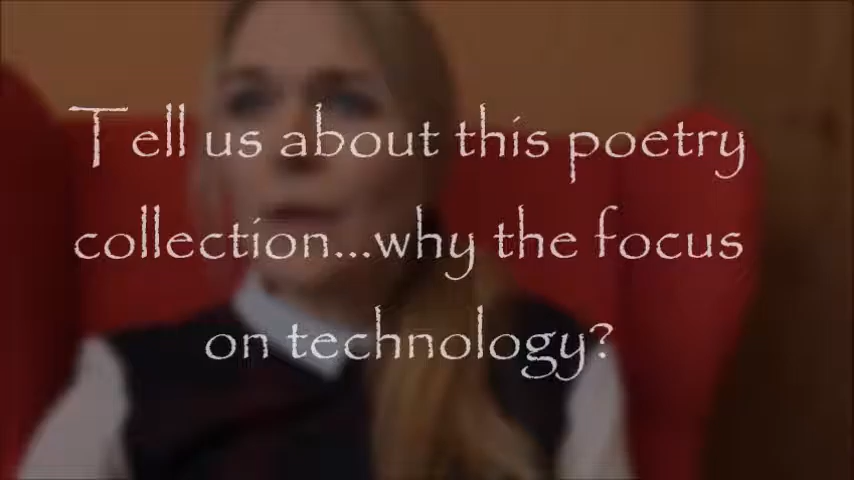 Tell us about this poetry
collection...why the focus
on technology?